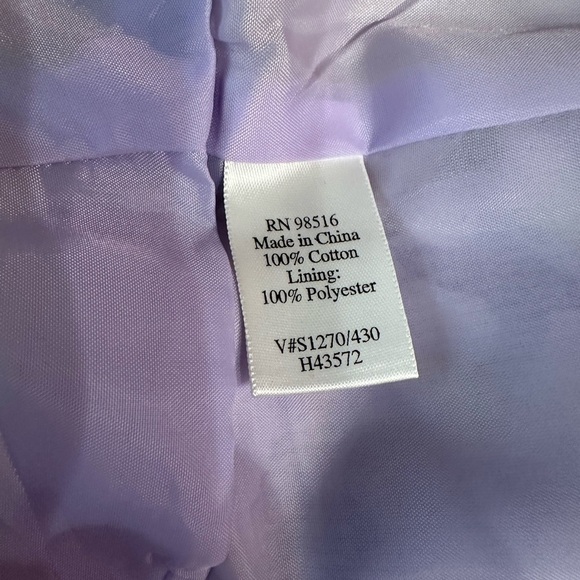 RN 98516
Made in China
100% Cotton
Lining:
100% Polyester
V#S1270/430
H43572